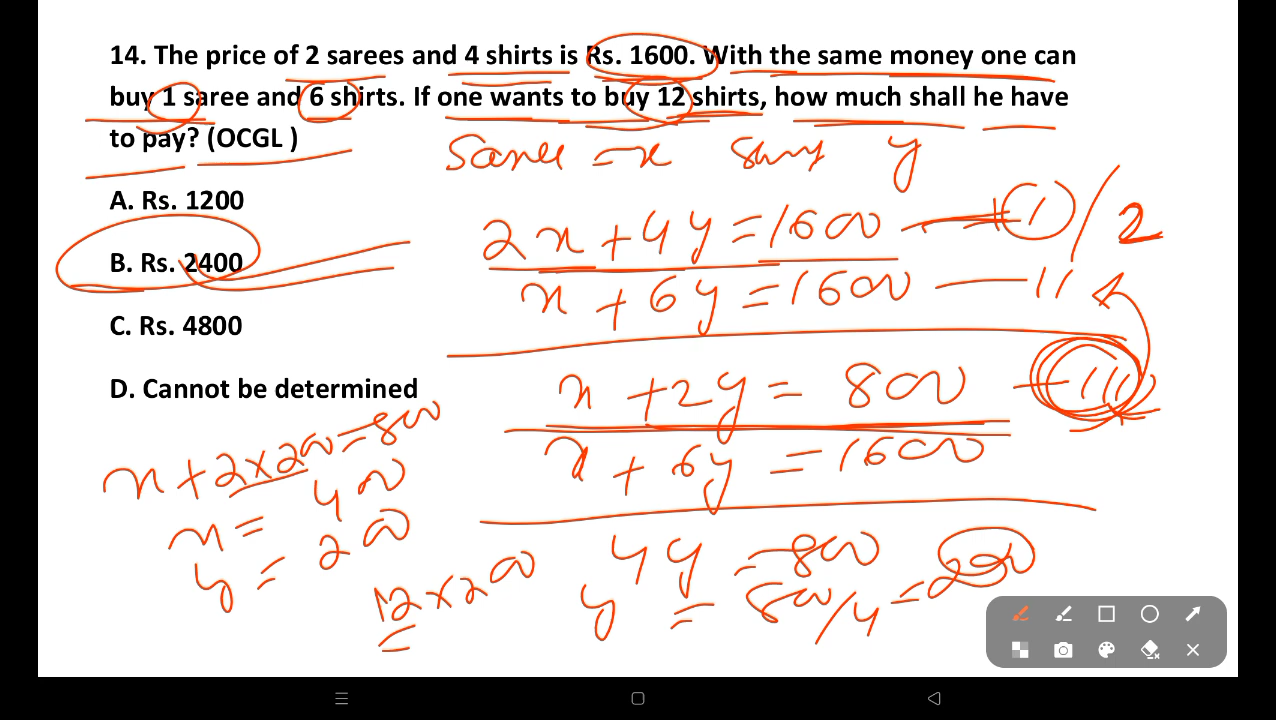 14. The price of 2 sarees and 4 shirts is Rs. 1600. With the same money one can
buy 1 saree and 6 shirts. If one wants to buy 12 shirts, how much shall he have
to pay? (OCGL )
Saree = x y
A. Rs. 1200
2x + 4y = 1600 1 / 2
B. Rs. 2400
x + 6y = 1600 — 11
C. Rs. 4800
x + 2y = 800 — 111
D. Cannot be determined
x + 6y = 1600
x + 2 x 200 = 800
x = 400
y = 200
12 x 200
4y = 800
y = 800/4 = 200